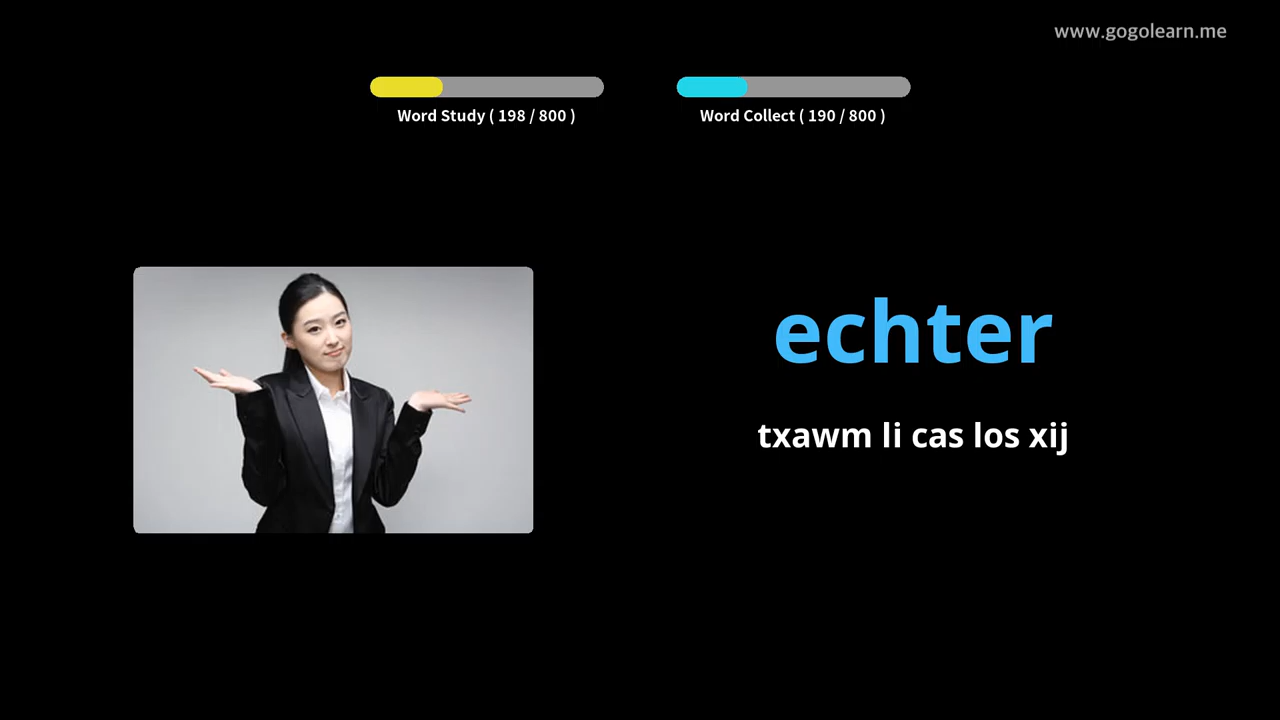 www.gogolearn.me
Word Study ( 198 / 800 )
Word Collect ( 190 / 800 )
echter
txawm li cas los xij